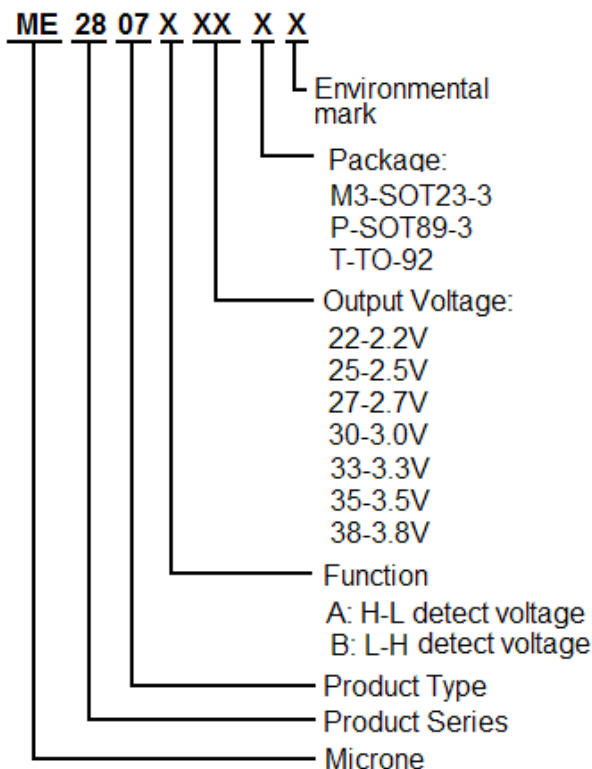 ME 28 07 X XX X X
Environmental
mark
Package:
M3-SOT23-3
P-SOT89-3
T-TO-92
Output Voltage:
22-2.2V
25-2.5V
27-2.7V
30-3.0V
33-3.3V
35-3.5V
38-3.8V
Function
A: H-L detect voltage
B: L-H detect voltage
Product Type
Product Series
Microne